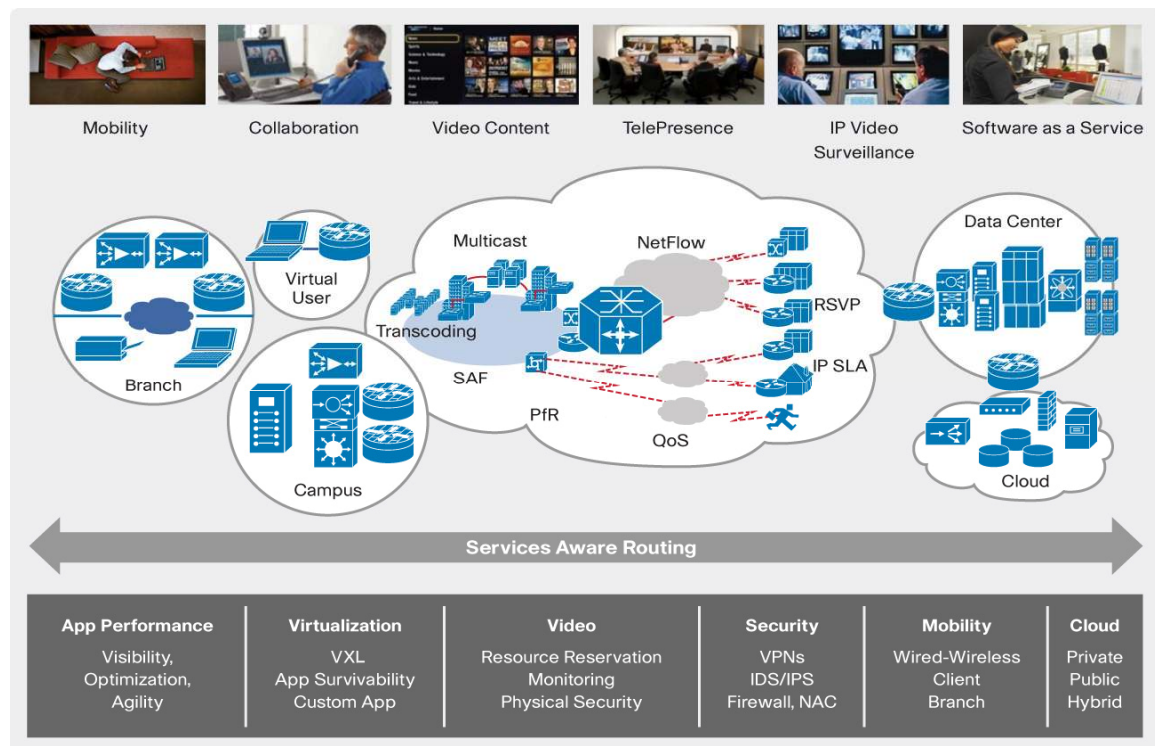 Mobility
Collaboration
Video Content
TelePresence
IP Video
Surveillance
Software as a Service
Data Center
Multicast
NetFlow
Virtual
User
RSVP
Transcoding
IP SLA
Branch
SAF
PfR
QoS
Campus
Cloud
Services Aware Routing
App Performance
Visibility,
Optimization,
Agility
Virtualization
VXL
App Survivability
Custom App
Video
Resource Reservation
Monitoring
Physical Security
Security
VPNs
IDS/IPS
Firewall, NAC
Mobility
Wired-Wireless
Client
Branch
Cloud
Private
Public
Hybrid